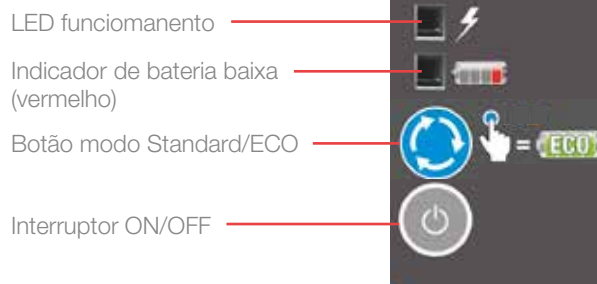 LED funciomanento
Indicador de bateria baixa
(vermelho)
Botão modo Standard/ECO
= ECO
Interruptor ON/OFF